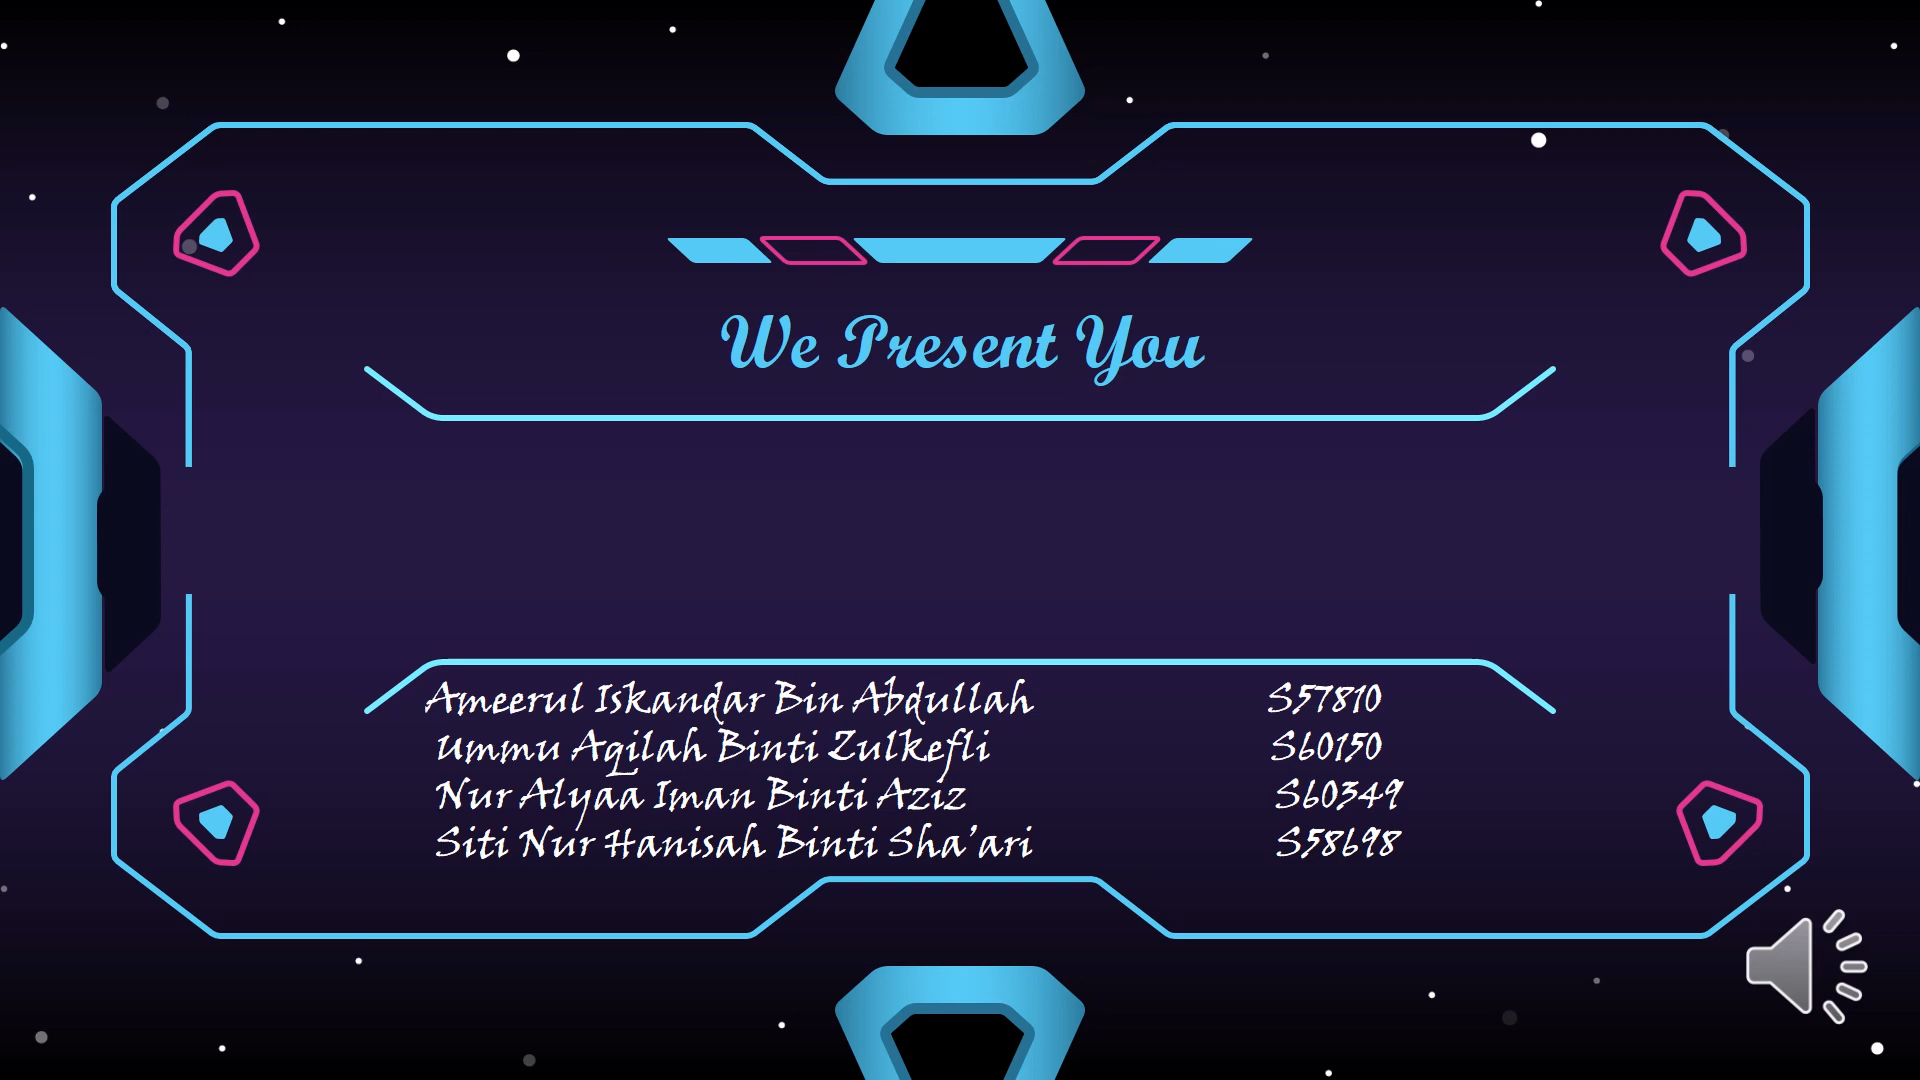 We Present You
Ameerul Iskandar Bin Abdullah S57810
Ummu Aqilah Binti Zulkefli S60150
Nur Alyaa Iman Binti Aziz S60349
Siti Nur Hanisah Binti Sha'ari S58698